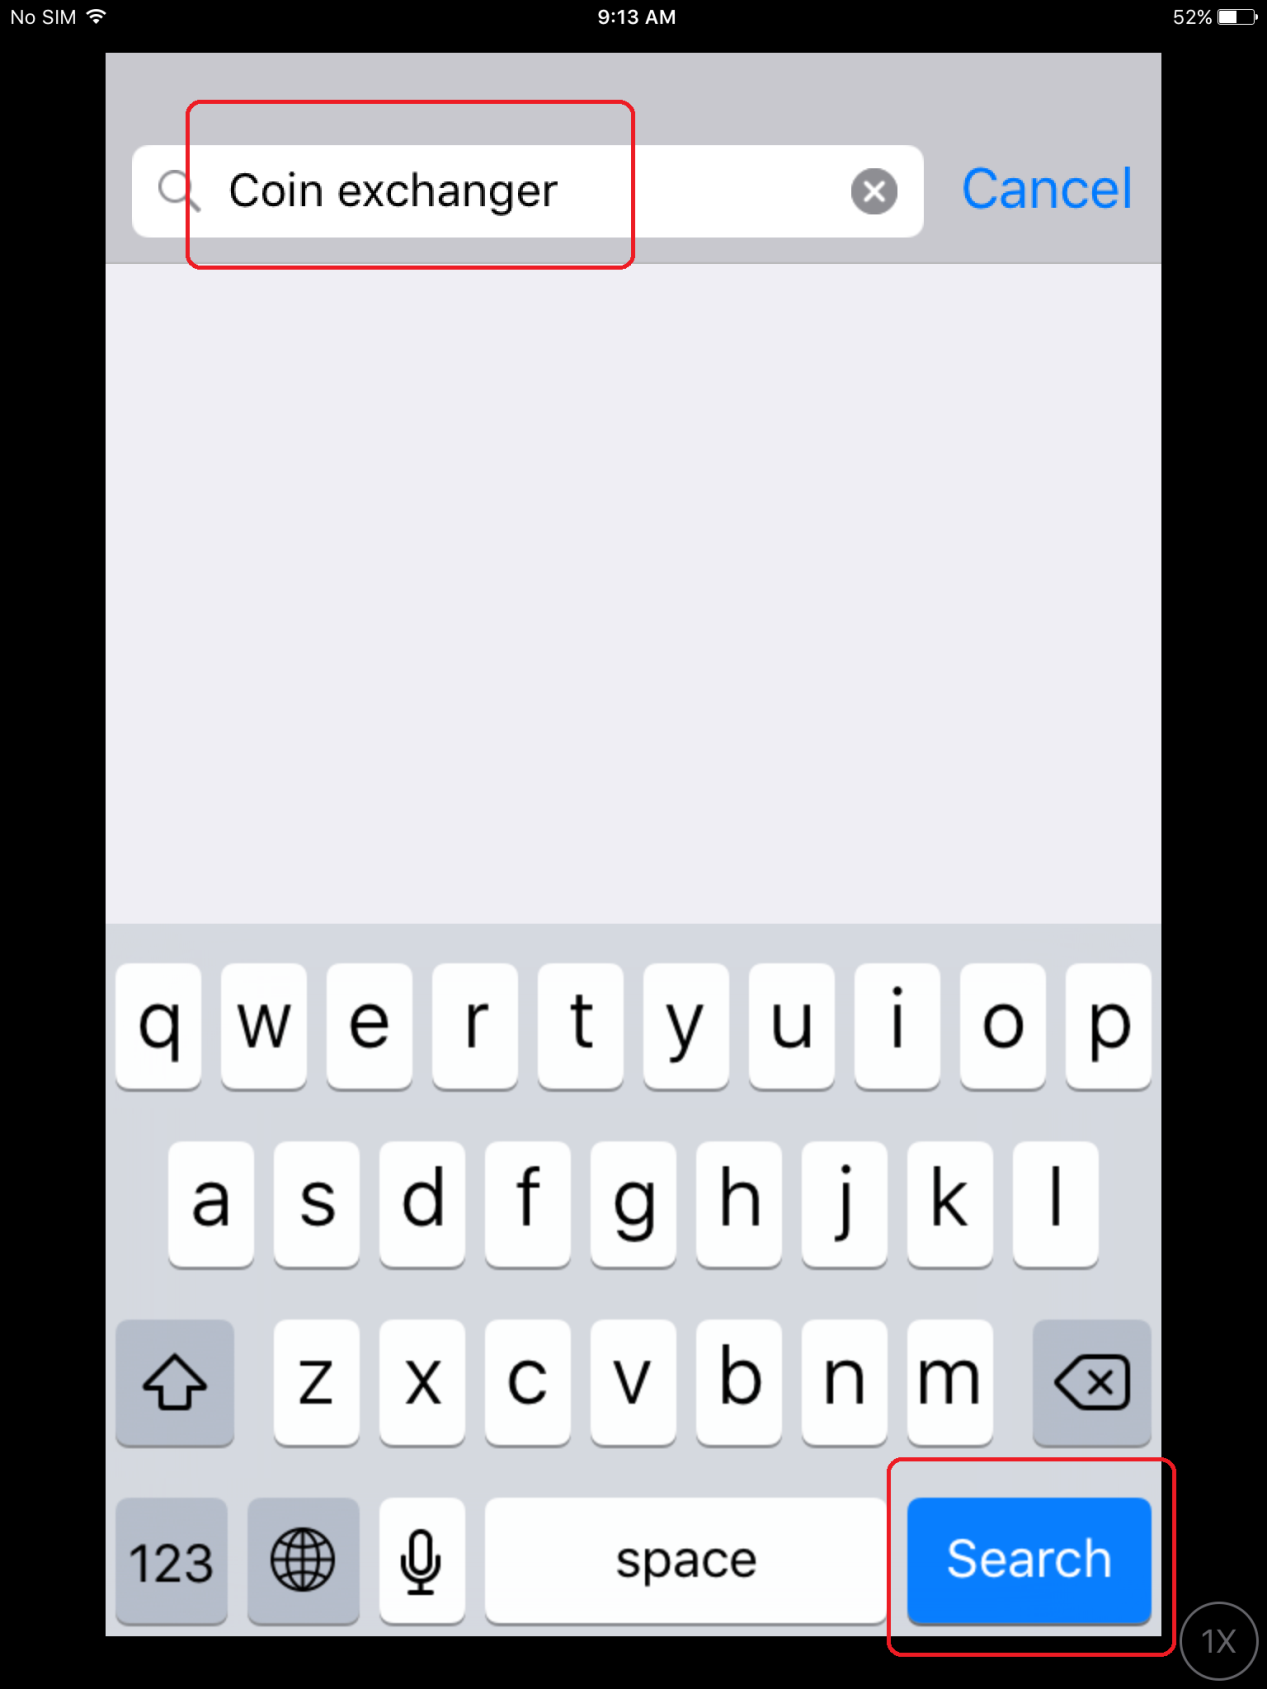 No SIM 9:13 AM 52%
Coin exchanger Cancel
q w e r t y u i o p
a s d f g h j k l
z x c v b n m
123 space Search
1X